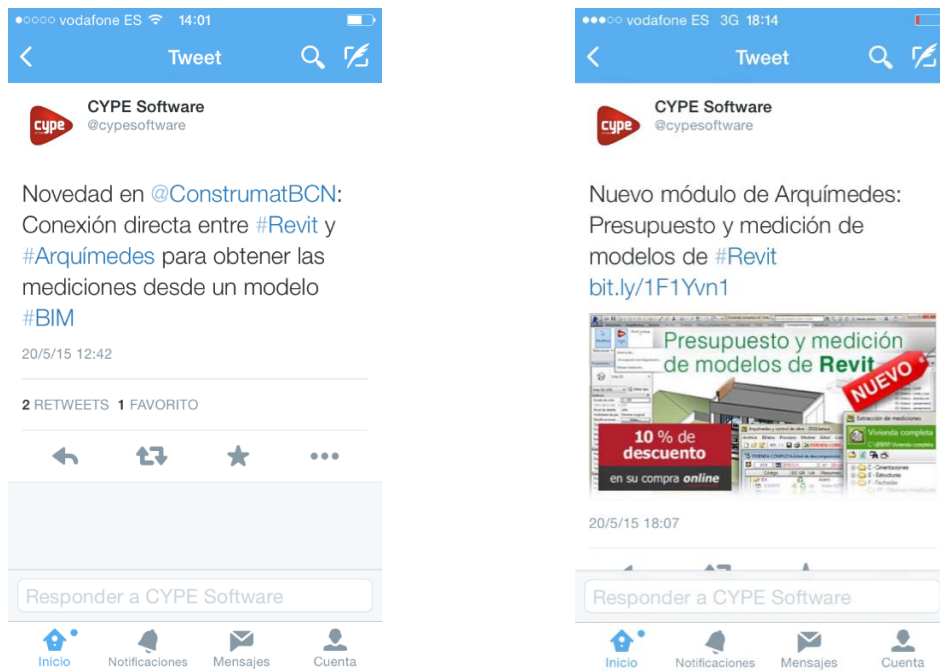 vodafone ES 14:01
Tweet
cype
CYPE Software
@cypesoftware
Novedad en @ConstrumatBCN:
Conexión directa entre #Revit y
#Arquímedes para obtener las
mediciones desde un modelo
#BIM
20/5/15 12:42
2 RETWEETS 1 FAVORITO
Responder a CYPE Software
Inicio Notificaciones Mensajes Cuenta
vodafone ES 3G 18:14
Tweet
cype
CYPE Software
@cypesoftware
Nuevo módulo de Arquímedes:
Presupuesto y medición de
modelos de #Revit
bit.ly/1F1Yvn1
Presupuesto y medición
de modelos de Revit
NUEVO
10 % de
descuento
en su compra online
Extracción de mediciones
Vivienda completa
20/5/15 18:07
Responder a CYPE Software
Inicio Notificaciones Mensajes Cuenta